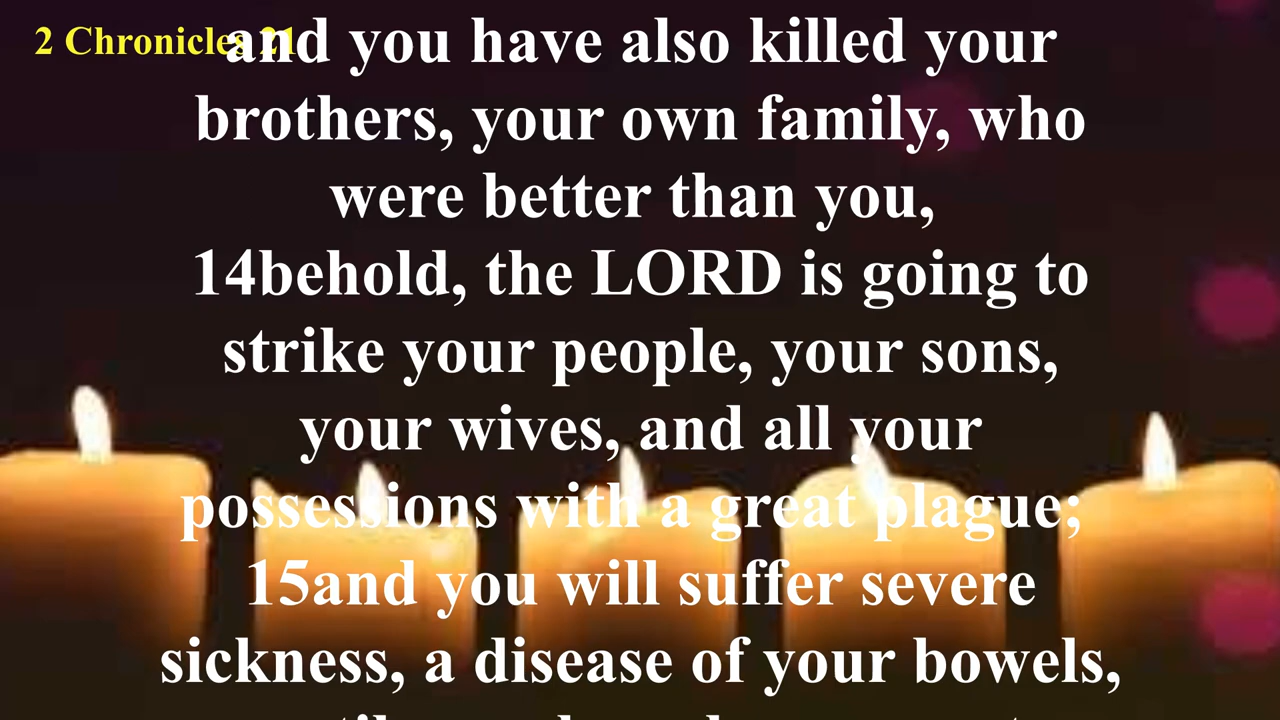 2 Chronicles 21
and you have also killed your
brothers, your own family, who
were better than you,
14behold, the LORD is going to
strike your people, your sons,
your wives, and all your
possessions with a great plague;
15and you will suffer severe
sickness, a disease of your bowels,